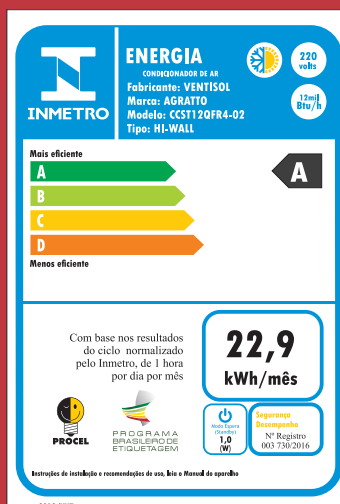 INMETRO
ENERGIA
CONDICIONADOR DE AR
Fabricante: VENTISOL
Marca: AGRATTO
Modelo: CCST12QFR4-02
Tipo: HI-WALL
220
volts
12mil
Btu/h
Mais eficiente
A
B
C
D
Menos eficiente
A
Com base nos resultados
do ciclo normalizado
pelo Inmetro, de 1 hora
por dia por mês
22,9
kWh/mês
PROCEL
PROGRAMA
BRASILEIRO DE
ETIQUETAGEM
Modo Espera
(Standby)
1,0
(W)
Segurança
Desempenho
Nº Registro
003 730/2016
Instruções de instalação e recomendações de uso, leia o Manual do aparelho